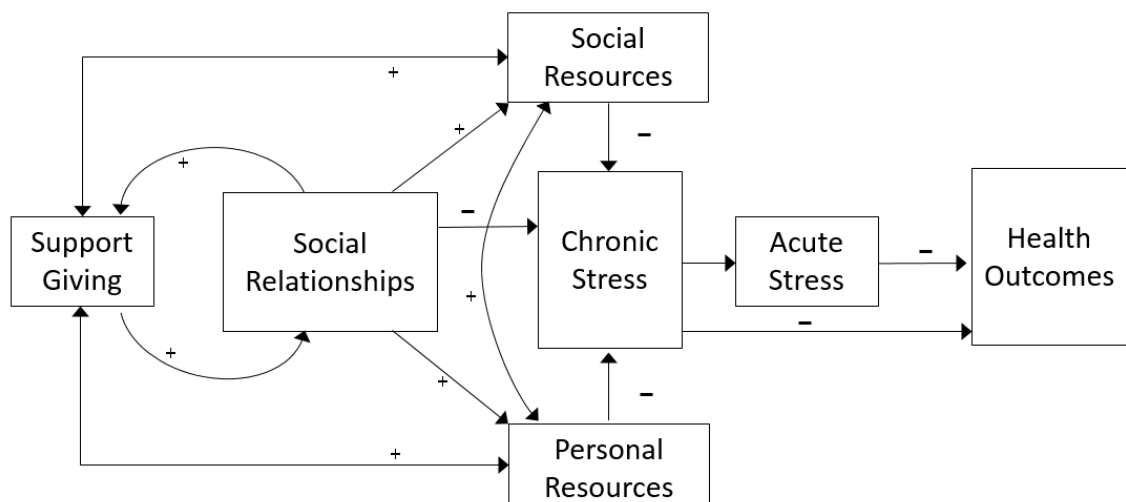 Social
Resources
+
+
+
−
Support
Giving
Social
Relationships
−
Chronic
Stress
Acute
Stress
−
Health
Outcomes
+
−
+
+
−
+
Personal
Resources